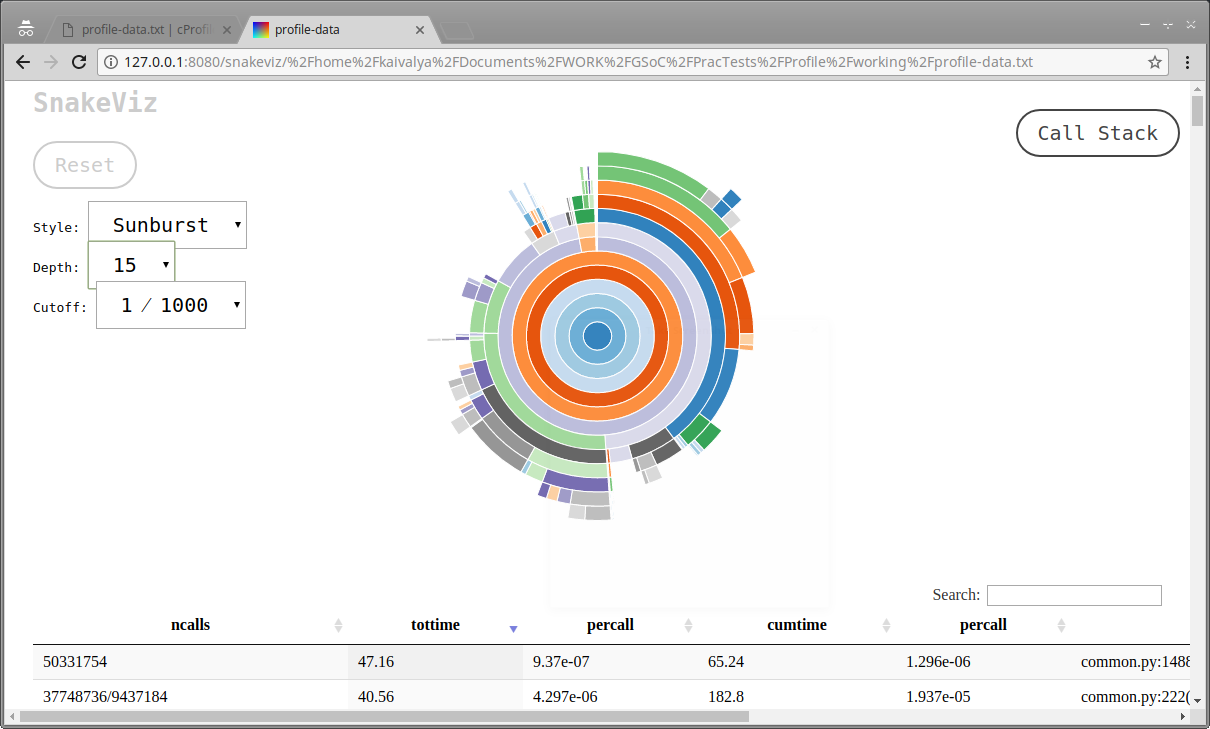 profile-data.txt | cProfil
profile-data
127.0.0.1:8080/snakeviz/%2Fhome%2Fkaivalya%2FDocuments%2FWORK%2FGSoC%2FPracTests%2FProfile%2Fworking%2Fprofile-data.txt
SnakeViz
Call Stack
Reset
Style: Sunburst
Depth: 15
Cutoff: 1 / 1000
Search:
ncalls tottime percall cumtime percall
50331754 47.16 9.37e-07 65.24 1.296e-06 common.py:1488
37748736/9437184 40.56 4.297e-06 182.8 1.937e-05 common.py:222(